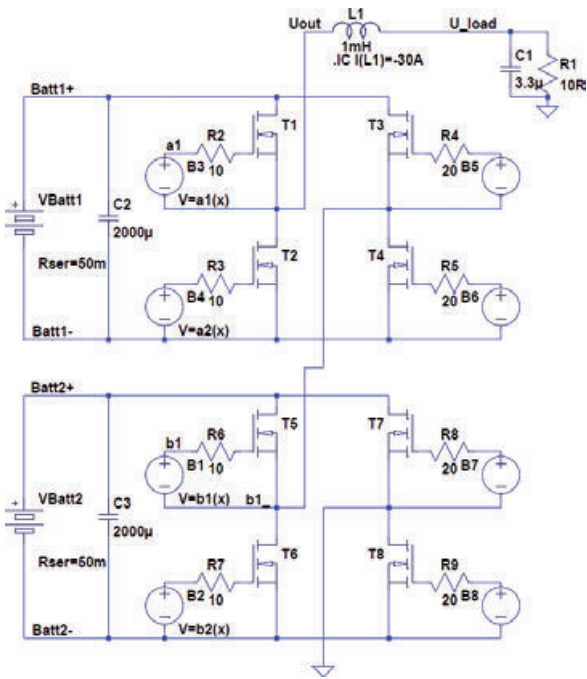 L1
Uout
U_load
1mH
.IC I(L1)=-30A
C1
3.3µ
R1
Batt1+
T1
T3
a1
R2
R4
B3
10
20
B5
V=a1(x)
VBatt1
C2
2000µ
T2
T4
Rser=50m
R3
R5
B4
10
20
B6
V=a2(x)
Batt1-
Batt2+
T5
T7
b1
R6
R8
B1
10
20
B7
V=b1(x)
b1_
VBatt2
C3
2000µ
T6
T8
Rser=50m
R7
R9
B2
10
20
B8
V=b2(x)
Batt2-